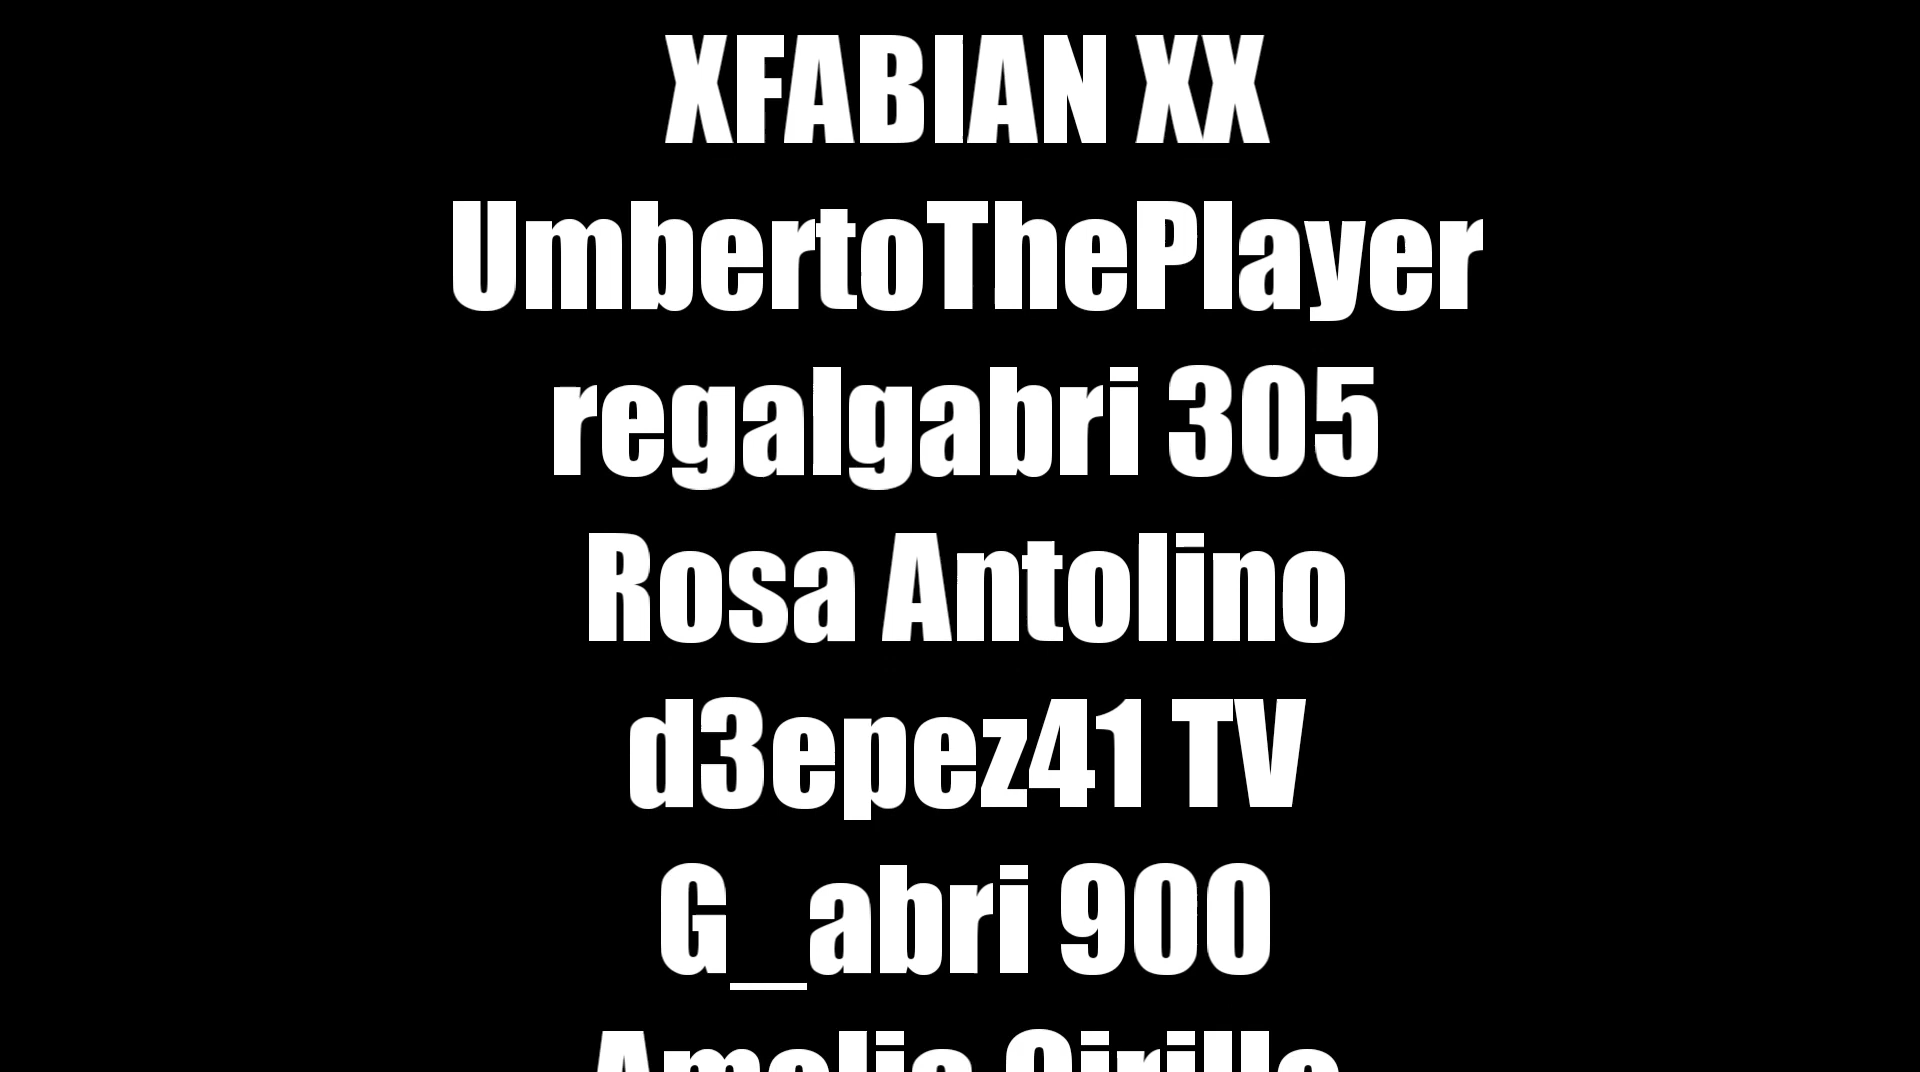 XFABIAN XX
UmbertoThePlayer
regalgabri 305
Rosa Antolino
d3epez41 TV
G_abri 900